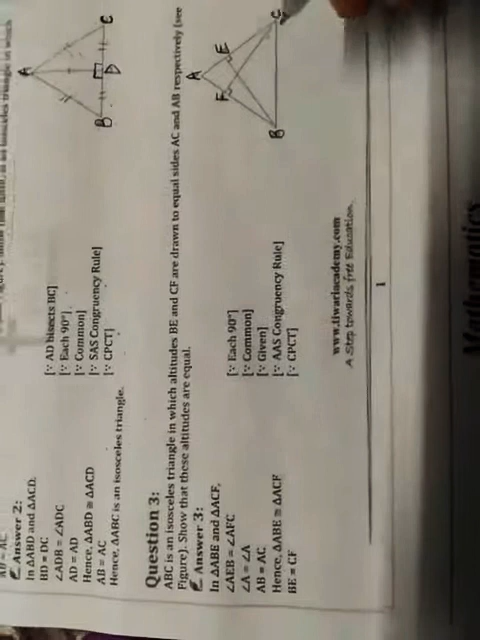 AB = AC
Answer 2:
In ΔABD and ΔACD,
BD = DC [∵ AD bisects BC]
∠ADB = ∠ADC [∵ Each 90°]
AD = AD [∵ Common]
Hence, ΔABD ≅ ΔACD [∵ SAS Congruency Rule]
AB = AC [∵ CPCT]
Hence, ΔABC is an isosceles triangle.
A
B
D
C
Question 3:
ABC is an isosceles triangle in which altitudes BE and CF are drawn to equal sides AC and AB respectively (see
Figure). Show that these altitudes are equal.
Answer 3:
In ΔABE and ΔACF,
∠AEB = ∠AFC [∵ Each 90°]
∠A = ∠A [∵ Common]
AB = AC [∵ Given]
Hence, ΔABE ≅ ΔACF [∵ AAS Congruency Rule]
BE = CF [∵ CPCT]
A
F
E
B
C
www.tiwariacademy.com
A Step towards free Education
1
Mathematics